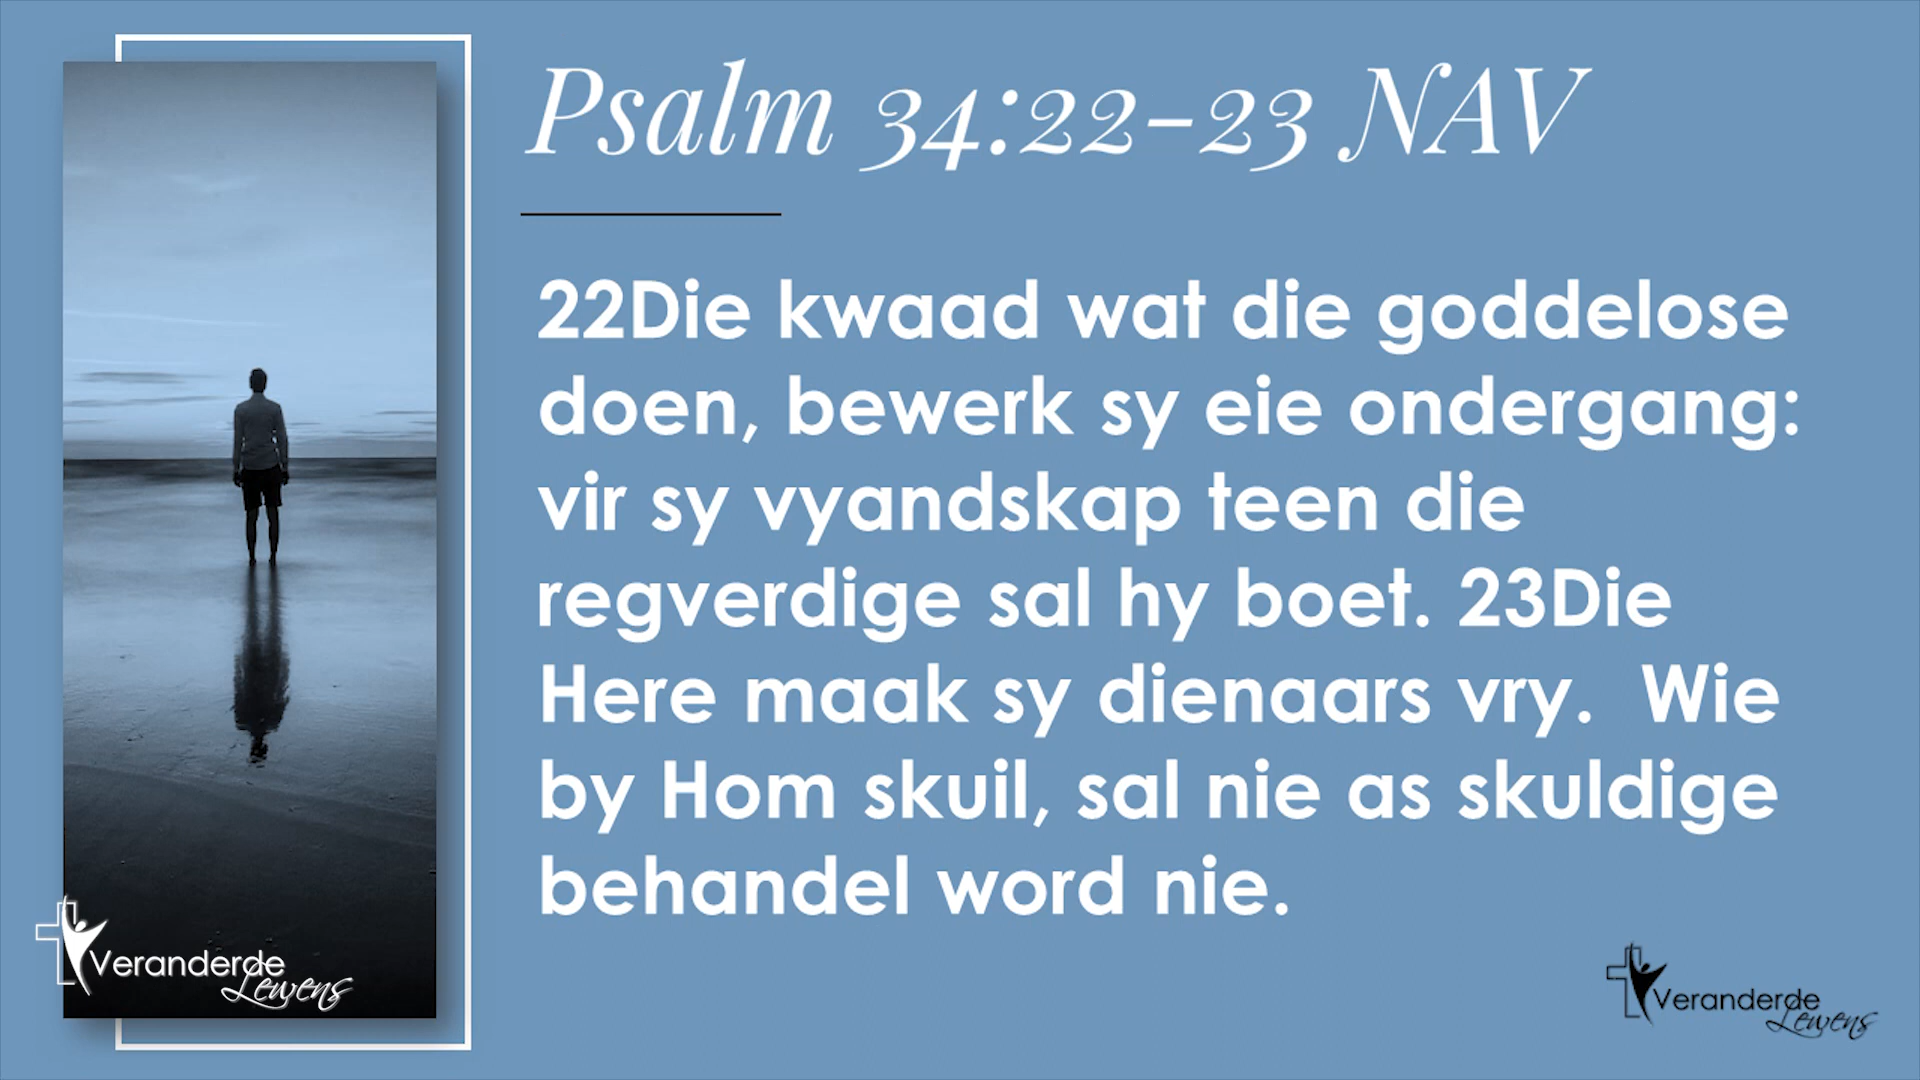 Psalm 34:22-23 NAV
22Die kwaad wat die goddelose
doen, bewerk sy eie ondergang:
vir sy vyandskap teen die
regverdige sal hy boet. 23Die
Here maak sy dienaars vry.  Wie
by Hom skuil, sal nie as skuldige
behandel word nie.
Veranderde
Lewens
Veranderde
Lewens